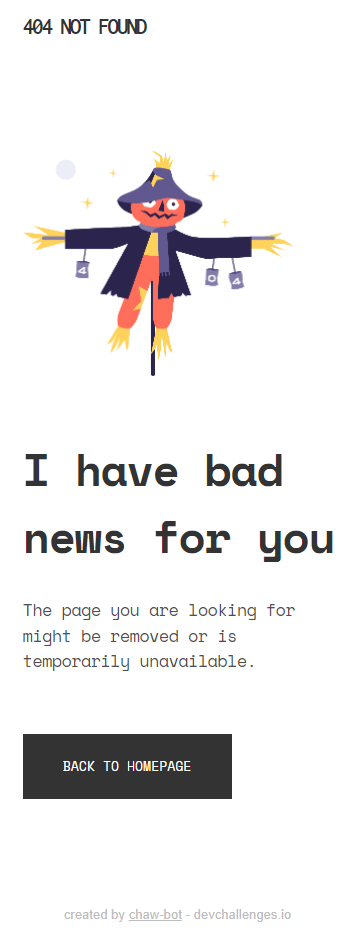 404 NOT FOUND
4
0 4
I have bad
news for you
The page you are looking for
might be removed or is
temporarily unavailable.
BACK TO HOMEPAGE
created by chaw-bot - devchallenges.io